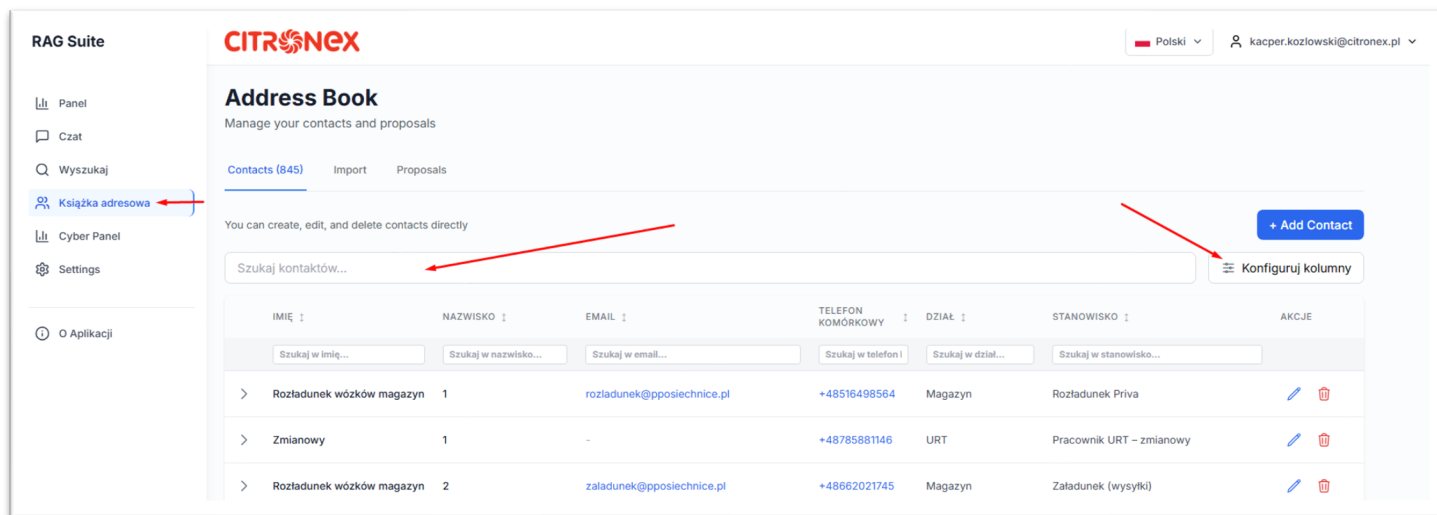 RAG Suite
CITRONEX
Polski
kacper.kozlowski@citronex.pl
Panel
Czat
Wyszukaj
Książka adresowa
Cyber Panel
Settings
O Aplikacji
Address Book
Manage your contacts and proposals
Contacts (845) Import Proposals
You can create, edit, and delete contacts directly
+ Add Contact
Szukaj kontaktów...
Konfiguruj kolumny
IMIĘ NAZWISKO EMAIL TELEFON KOMÓRKOWY DZIAŁ STANOWISKO AKCJE
Szukaj w imię... Szukaj w nazwisko... Szukaj w email... Szukaj w telefon Szukaj w dział... Szukaj w stanowisko...
Rozładunek wózków magazyn 1 rozladunek@pposiechnice.pl +48516498564 Magazyn Rozładunek Priva
Zmianowy 1 - +48785881146 URT Pracownik URT – zmianowy
Rozładunek wózków magazyn 2 zaladunek@pposiechnice.pl +48662021745 Magazyn Załadunek (wysyłki)